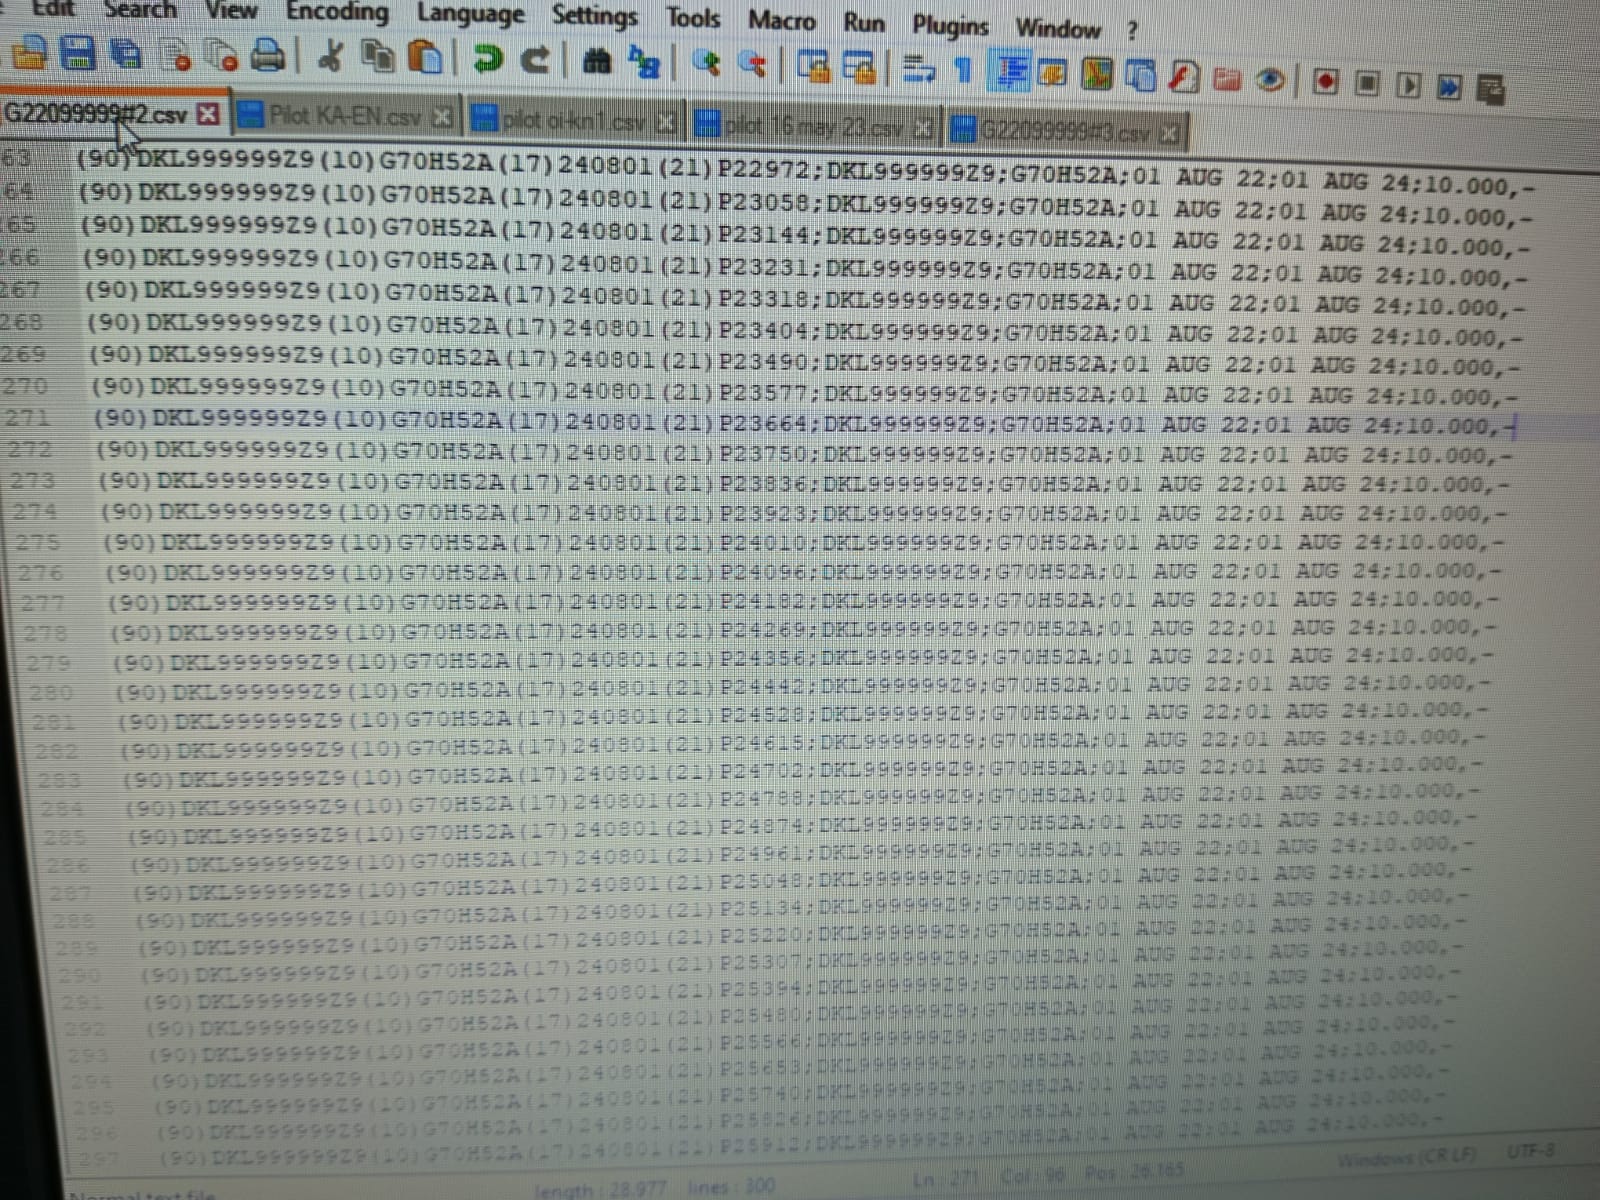 Edit Search View Encoding Language Settings Tools Macro Run Plugins Window ?
G22099999#2.csv Pilot KA-EN.csv pilot oi-kn1.csv pilot 16 may 23.csv G22099999#3.csv
63 (90)DKL999999Z9(10)G70H52A(17)240801(21)P22972;DKL999999Z9;G70H52A;01 AUG 22;01 AUG 24;10.000,-
64 (90)DKL999999Z9(10)G70H52A(17)240801(21)P23058;DKL999999Z9;G70H52A;01 AUG 22;01 AUG 24;10.000,-
265 (90)DKL999999Z9(10)G70H52A(17)240801(21)P23144;DKL999999Z9;G70H52A;01 AUG 22;01 AUG 24;10.000,-
266 (90)DKL999999Z9(10)G70H52A(17)240801(21)P23231;DKL999999Z9;G70H52A;01 AUG 22;01 AUG 24;10.000,-
267 (90)DKL999999Z9(10)G70H52A(17)240801(21)P23318;DKL999999Z9;G70H52A;01 AUG 22;01 AUG 24;10.000,-
268 (90)DKL999999Z9(10)G70H52A(17)240801(21)P23404;DKL999999Z9;G70H52A;01 AUG 22;01 AUG 24;10.000,-
269 (90)DKL999999Z9(10)G70H52A(17)240801(21)P23490;DKL999999Z9;G70H52A;01 AUG 22;01 AUG 24;10.000,-
270 (90)DKL999999Z9(10)G70H52A(17)240801(21)P23577;DKL999999Z9;G70H52A;01 AUG 22;01 AUG 24;10.000,-
271 (90)DKL999999Z9(10)G70H52A(17)240801(21)P23664;DKL999999Z9;G70H52A;01 AUG 22;01 AUG 24;10.000,-
272 (90)DKL999999Z9(10)G70H52A(17)240801(21)P23750;DKL999999Z9;G70H52A;01 AUG 22;01 AUG 24;10.000,-
273 (90)DKL999999Z9(10)G70H52A(17)240801(21)P23836;DKL999999Z9;G70H52A;01 AUG 22;01 AUG 24;10.000,-
274 (90)DKL999999Z9(10)G70H52A(17)240801(21)P23923;DKL999999Z9;G70H52A;01 AUG 22;01 AUG 24;10.000,-
275 (90)DKL999999Z9(10)G70H52A(17)240801(21)P24010;DKL999999Z9;G70H52A;01 AUG 22;01 AUG 24;10.000,-
276 (90)DKL999999Z9(10)G70H52A(17)240801(21)P24096;DKL999999Z9;G70H52A;01 AUG 22;01 AUG 24;10.000,-
277 (90)DKL999999Z9(10)G70H52A(17)240801(21)P24182;DKL999999Z9;G70H52A;01 AUG 22;01 AUG 24;10.000,-
278 (90)DKL999999Z9(10)G70H52A(17)240801(21)P24269;DKL999999Z9;G70H52A;01 AUG 22;01 AUG 24;10.000,-
279 (90)DKL999999Z9(10)G70H52A(17)240801(21)P24356;DKL999999Z9;G70H52A;01 AUG 22;01 AUG 24;10.000,-
280 (90)DKL999999Z9(10)G70H52A(17)240801(21)P24442;DKL999999Z9;G70H52A;01 AUG 22;01 AUG 24;10.000,-
281 (90)DKL999999Z9(10)G70H52A(17)240801(21)P24528;DKL999999Z9;G70H52A;01 AUG 22;01 AUG 24;10.000,-
282 (90)DKL999999Z9(10)G70H52A(17)240801(21)P24615;DKL999999Z9;G70H52A;01 AUG 22;01 AUG 24;10.000,-
283 (90)DKL999999Z9(10)G70H52A(17)240801(21)P24702;DKL999999Z9;G70H52A;01 AUG 22;01 AUG 24;10.000,-
284 (90)DKL999999Z9(10)G70H52A(17)240801(21)P24788;DKL999999Z9;G70H52A;01 AUG 22;01 AUG 24;10.000,-
285 (90)DKL999999Z9(10)G70H52A(17)240801(21)P24874;DKL999999Z9;G70H52A;01 AUG 22;01 AUG 24;10.000,-
286 (90)DKL999999Z9(10)G70H52A(17)240801(21)P24961;DKL999999Z9;G70H52A;01 AUG 22;01 AUG 24;10.000,-
287 (90)DKL999999Z9(10)G70H52A(17)240801(21)P25048;DKL999999Z9;G70H52A;01 AUG 22;01 AUG 24;10.000,-
288 (90)DKL999999Z9(10)G70H52A(17)240801(21)P25134;DKL999999Z9;G70H52A;01 AUG 22;01 AUG 24;10.000,-
289 (90)DKL999999Z9(10)G70H52A(17)240801(21)P25220;DKL999999Z9;G70H52A;01 AUG 22;01 AUG 24;10.000,-
290 (90)DKL999999Z9(10)G70H52A(17)240801(21)P25307;DKL999999Z9;G70H52A;01 AUG 22;01 AUG 24;10.000,-
291 (90)DKL999999Z9(10)G70H52A(17)240801(21)P25394;DKL999999Z9;G70H52A;01 AUG 22;01 AUG 24;10.000,-
292 (90)DKL999999Z9(10)G70H52A(17)240801(21)P25480;DKL999999Z9;G70H52A;01 AUG 22;01 AUG 24;10.000,-
293 (90)DKL999999Z9(10)G70H52A(17)240801(21)P25566;DKL999999Z9;G70H52A;01 AUG 22;01 AUG 24;10.000,-
294 (90)DKL999999Z9(10)G70H52A(17)240801(21)P25653;DKL999999Z9;G70H52A;01 AUG 22;01 AUG 24;10.000,-
295 (90)DKL999999Z9(10)G70H52A(17)240801(21)P25740;DKL999999Z9;G70H52A;01 AUG 22;01 AUG 24;10.000,-
296 (90)DKL999999Z9(10)G70H52A(17)240801(21)P25826;DKL999999Z9;G70H52A;01 AUG 22;01 AUG 24;10.000,-
297 (90)DKL999999Z9(10)G70H52A(17)240801(21)P25912;DKL999999Z9;G70H52A;01 AUG 22;01 AUG 24;10.000,-
Normal text file length : 28.977 lines : 300 Ln : 271 Col : 96 Pos : 26.165 Windows (CR LF) UTF-8